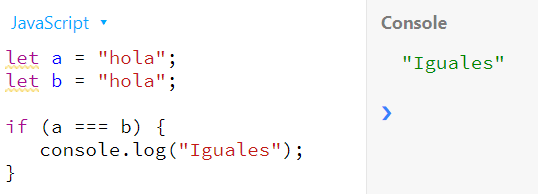 JavaScript ▾
let a = "hola";
let b = "hola";
if (a === b) {
console.log("Iguales");
}
Console
"Iguales"
❯